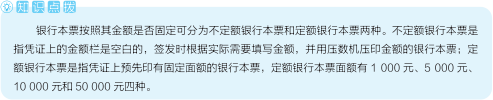 知识点拨
银行本票按照其金额是否固定可分为不定额银行本票和定额银行本票两种。不定额银行本票是
指凭证上的金额栏是空白的，签发时根据实际需要填写金额，并用压数机压印金额的银行本票；定
额银行本票是指凭证上预先印有固定面额的银行本票，定额银行本票面额有 1 000 元、5 000 元、
10 000 元和 50 000 元四种。